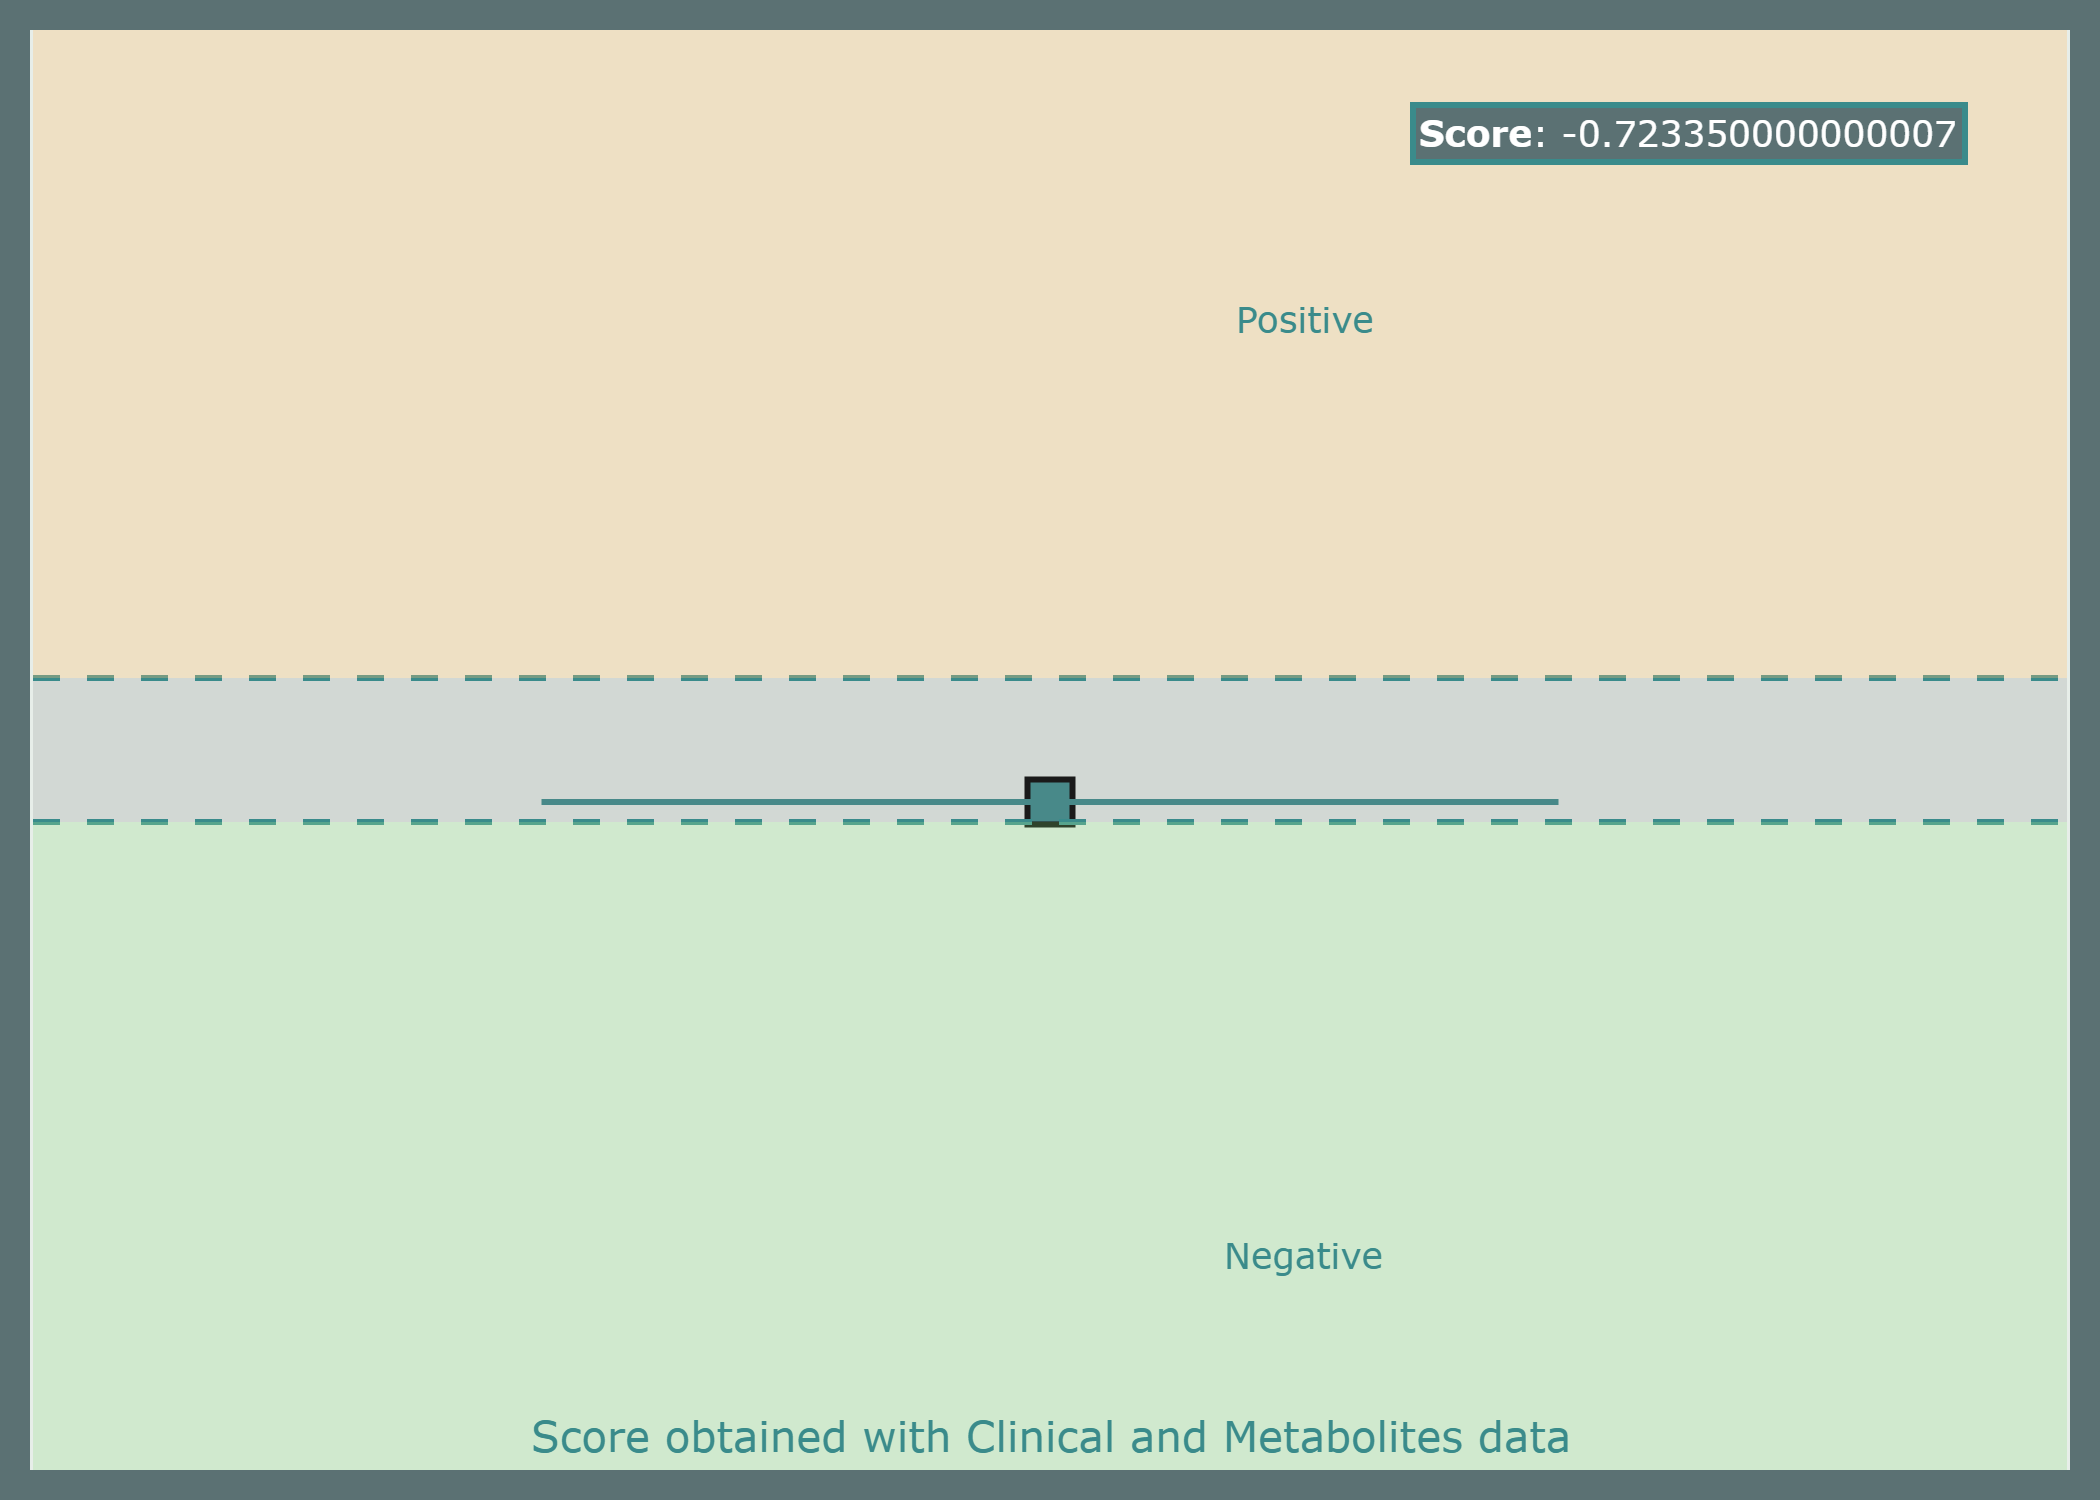 Score: -0.723350000000007
Positive
Negative
Score obtained with Clinical and Metabolites data